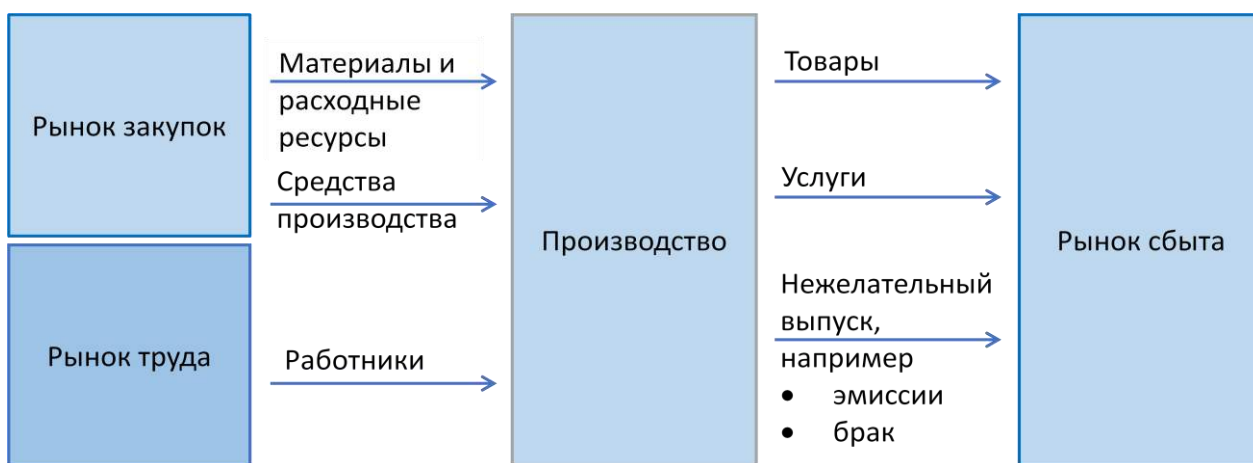 Рынок закупок
Рынок труда
Материалы и
расходные
ресурсы
Средства
производства
Работники
Производство
Товары
Услуги
Нежелательный
выпуск,
например
• эмиссии
• брак
Рынок сбыта